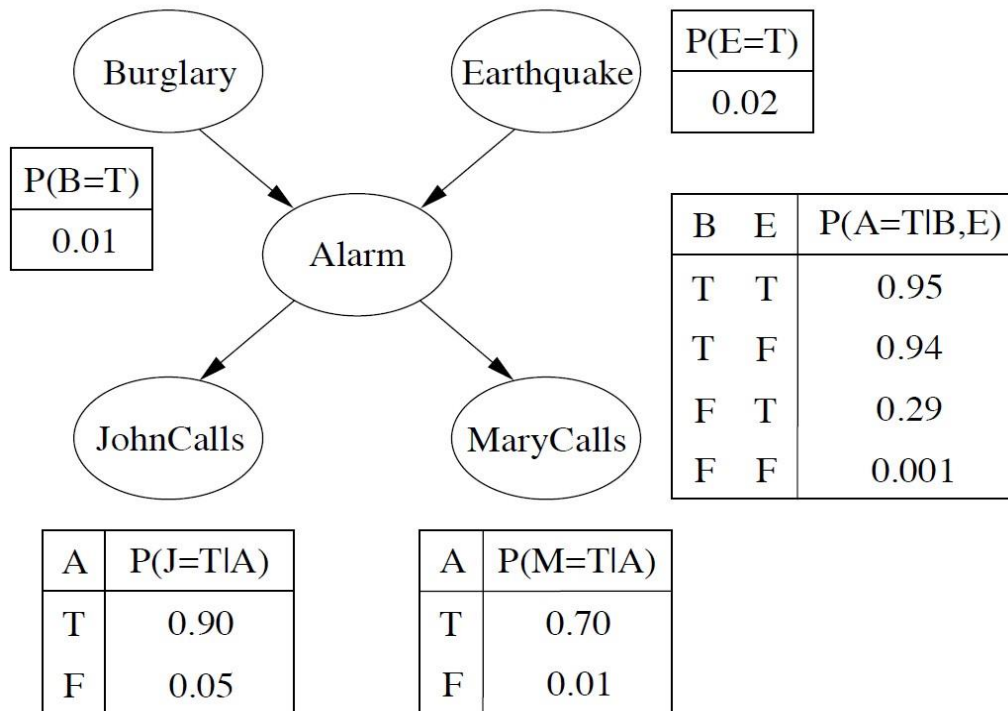 Burglary
Earthquake
P(E=T)
0.02
P(B=T)
0.01
Alarm
B E P(A=T|B,E)
T T 0.95
T F 0.94
F T 0.29
F F 0.001
JohnCalls
MaryCalls
A P(J=T|A)
T 0.90
F 0.05
A P(M=T|A)
T 0.70
F 0.01